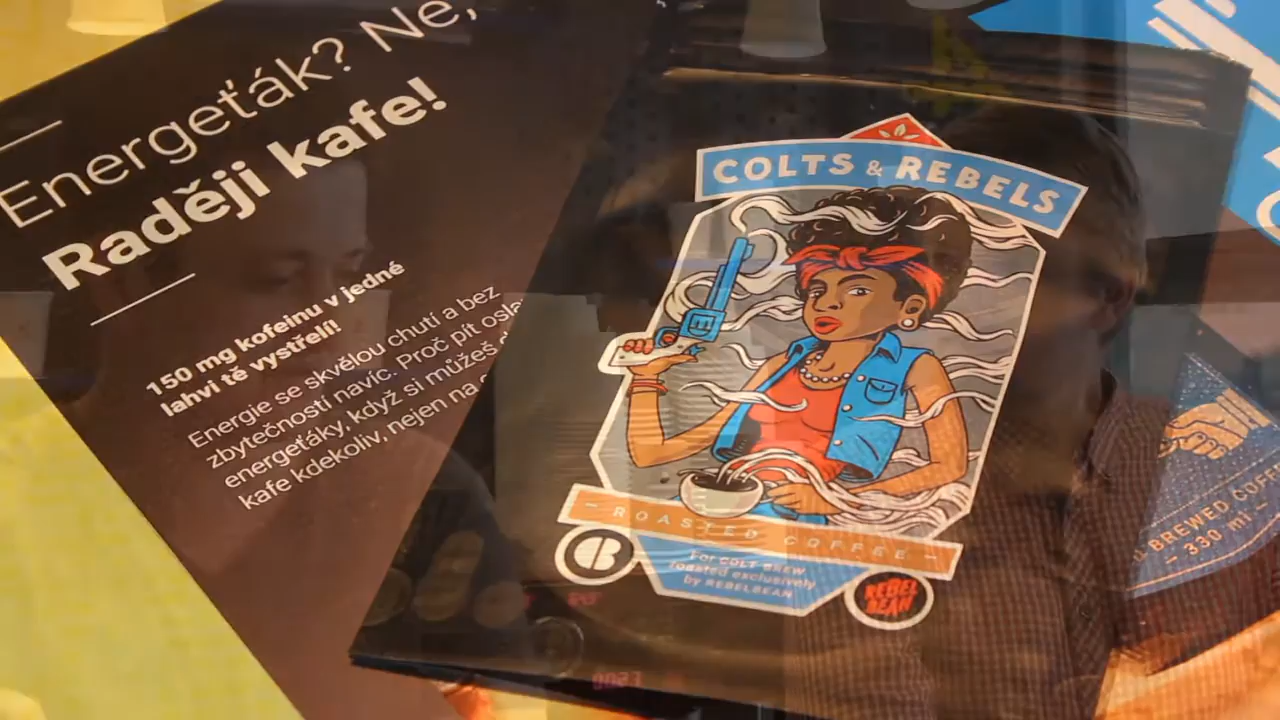 Energeťák? Ne,
Raději kafe!
150 mg kofeinu v jedné
lahvi tě vystřelí!
Energie se skvělou chutí a bez
zbytečností navíc. Proč pít
energeťáky, když si můžeš
kafe kdekoliv, nejen na
COLTS & REBELS
ROASTED COFFEE
For COLT BREW
roasted exclusively
by REBELBEAN
CB
REBEL
BEAN
BREWED
330 ml